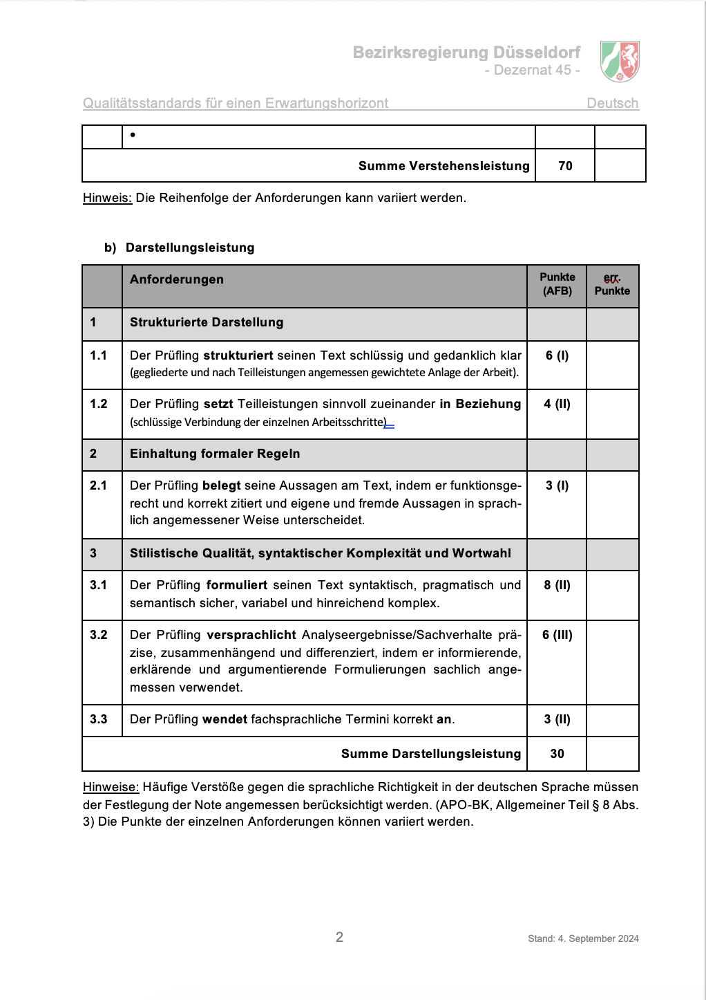 Bezirksregierung Düsseldorf
- Dezernat 45 -
Qualitätsstandards für einen Erwartungshorizont Deutsch
•
Summe Verstehensleistung 70
Hinweis: Die Reihenfolge der Anforderungen kann variiert werden.
b) Darstellungsleistung
Anforderungen Punkte (AFB) err. Punkte
1 Strukturierte Darstellung
1.1 Der Prüfling strukturiert seinen Text schlüssig und gedanklich klar 6 (I)
(gegliederte und nach Teilleistungen angemessen gewichtete Anlage der Arbeit).
1.2 Der Prüfling setzt Teilleistungen sinnvoll zueinander in Beziehung 4 (II)
(schlüssige Verbindung der einzelnen Arbeitsschritte)
2 Einhaltung formaler Regeln
2.1 Der Prüfling belegt seine Aussagen am Text, indem er funktionsge- 3 (I)
recht und korrekt zitiert und eigene und fremde Aussagen in sprach-
lich angemessener Weise unterscheidet.
3 Stilistische Qualität, syntaktischer Komplexität und Wortwahl
3.1 Der Prüfling formuliert seinen Text syntaktisch, pragmatisch und 8 (II)
semantisch sicher, variabel und hinreichend komplex.
3.2 Der Prüfling versprachlicht Analyseergebnisse/Sachverhalte prä- 6 (III)
zise, zusammenhängend und differenziert, indem er informierende,
erklärende und argumentierende Formulierungen sachlich ange-
messen verwendet.
3.3 Der Prüfling wendet fachsprachliche Termini korrekt an. 3 (II)
Summe Darstellungsleistung 30
Hinweise: Häufige Verstöße gegen die sprachliche Richtigkeit in der deutschen Sprache müssen
der Festlegung der Note angemessen berücksichtigt werden. (APO-BK, Allgemeiner Teil § 8 Abs.
3) Die Punkte der einzelnen Anforderungen können variiert werden.
2 Stand: 4. September 2024